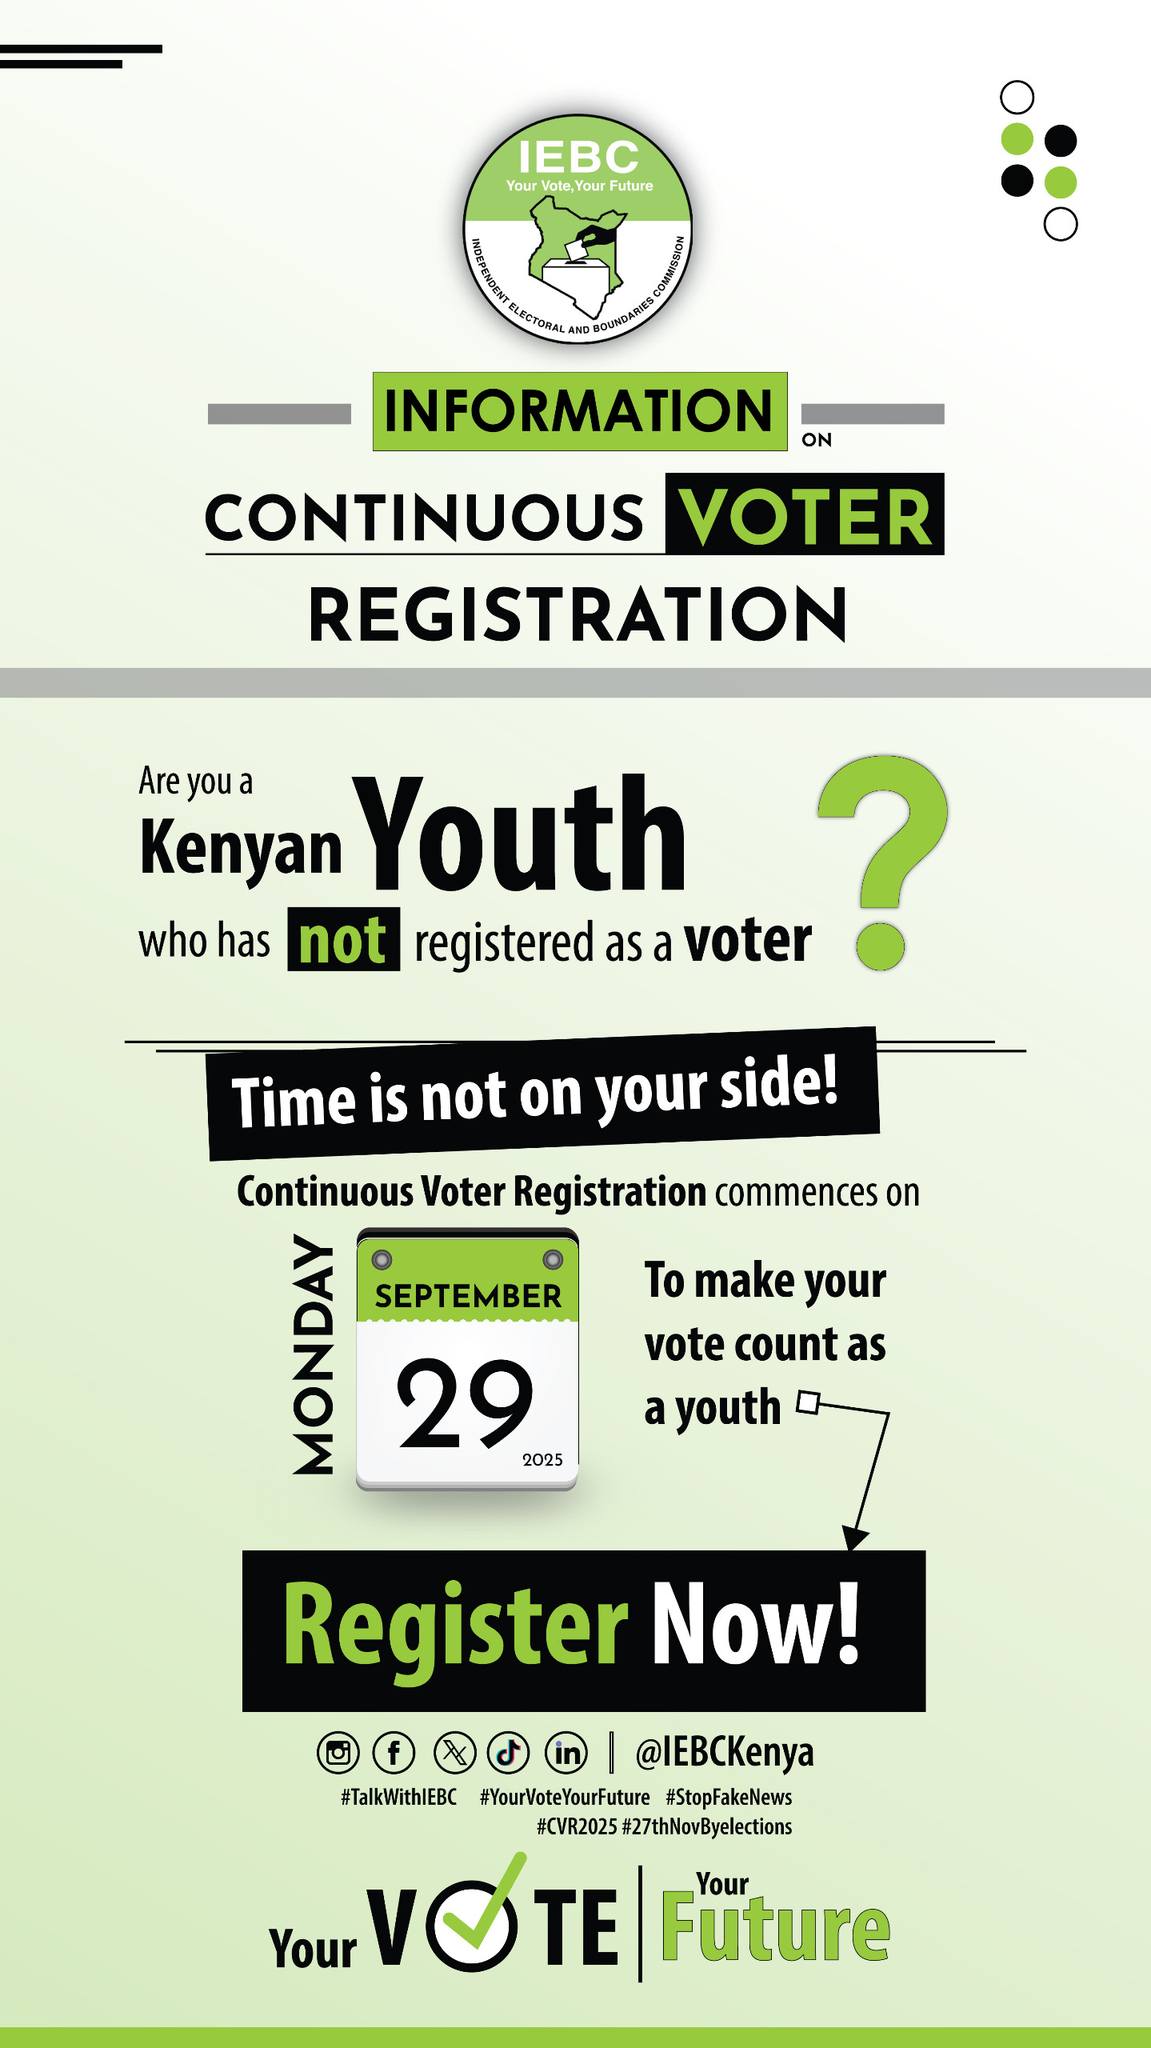 IEBC
Your Vote,Your Future
INDEPENDENT ELECTORAL AND BOUNDARIES COMMISSION
INFORMATION
ON
CONTINUOUS VOTER
REGISTRATION
Are you a
Kenyan Youth
who has not registered as a voter ?
Time is not on your side!
Continuous Voter Registration commences on
MONDAY
SEPTEMBER
29
2025
To make your
vote count as
a youth
Register Now!
@IEBCKenya
#TalkWithIEBC #YourVoteYourFuture #StopFakeNews
#CVR2025 #27thNovByelections
Your VOTE Your Future